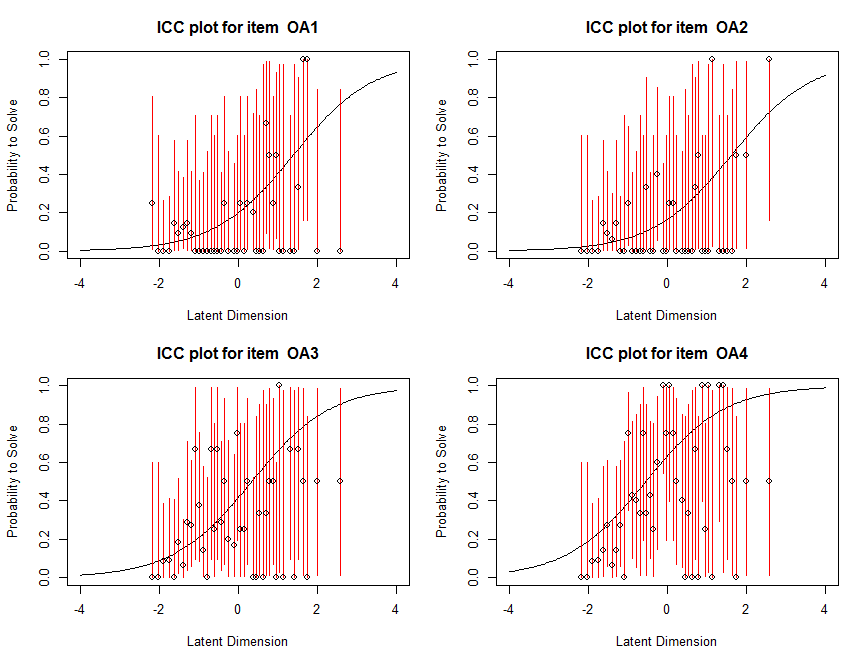 ICC plot for item OA1
Probability to Solve
0.0 0.2 0.4 0.6 0.8 1.0
-4 -2 0 2 4
Latent Dimension
ICC plot for item OA2
Probability to Solve
0.0 0.2 0.4 0.6 0.8 1.0
-4 -2 0 2 4
Latent Dimension
ICC plot for item OA3
Probability to Solve
0.0 0.2 0.4 0.6 0.8 1.0
-4 -2 0 2 4
Latent Dimension
ICC plot for item OA4
Probability to Solve
0.0 0.2 0.4 0.6 0.8 1.0
-4 -2 0 2 4
Latent Dimension